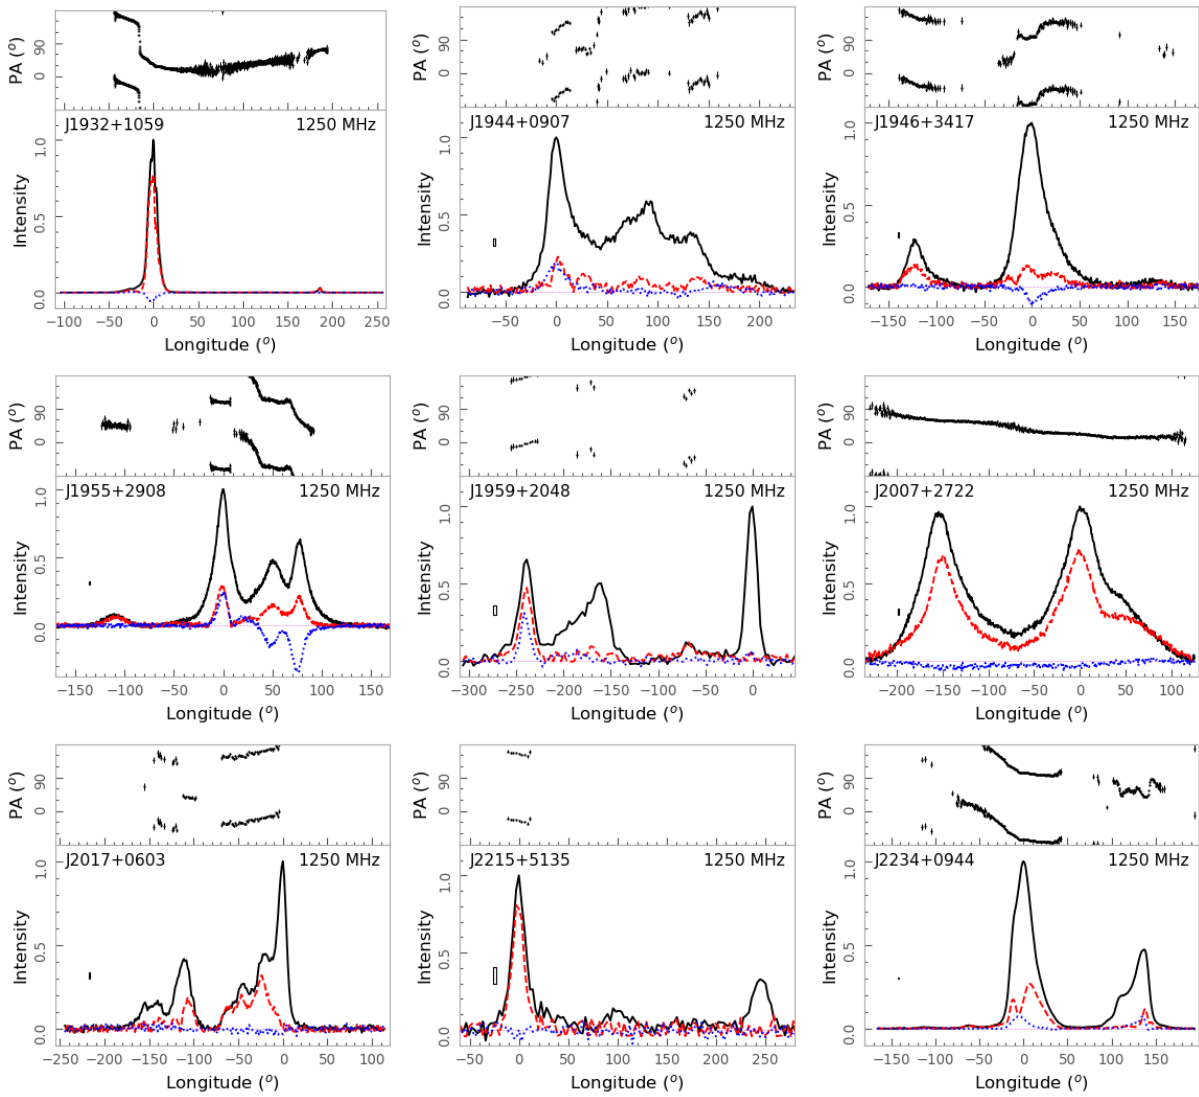 PA (o)
90
0
J1932+1059 1250 MHz
Intensity
1.0
0.5
0.0
−100 −50 0 50 100 150 200 250
Longitude (o)
PA (o)
90
0
J1944+0907 1250 MHz
Intensity
1.0
0.5
0.0
−50 0 50 100 150 200
Longitude (o)
PA (o)
90
0
J1946+3417 1250 MHz
Intensity
1.0
0.5
0.0
−150 −100 −50 0 50 100 150
Longitude (o)
PA (o)
90
0
J1955+2908 1250 MHz
Intensity
1.0
0.5
0.0
−150 −100 −50 0 50 100 150
Longitude (o)
PA (o)
90
0
J1959+2048 1250 MHz
Intensity
1.0
0.5
0.0
−300 −250 −200 −150 −100 −50 0
Longitude (o)
PA (o)
90
0
J2007+2722 1250 MHz
Intensity
1.0
0.5
0.0
−200 −150 −100 −50 0 50 100
Longitude (o)
PA (o)
90
0
J2017+0603 1250 MHz
Intensity
1.0
0.5
0.0
−250 −200 −150 −100 −50 0 50 100
Longitude (o)
PA (o)
90
0
J2215+5135 1250 MHz
Intensity
1.0
0.5
0.0
−50 0 50 100 150 200 250
Longitude (o)
PA (o)
90
0
J2234+0944 1250 MHz
Intensity
1.0
0.5
0.0
−150 −100 −50 0 50 100 150
Longitude (o)